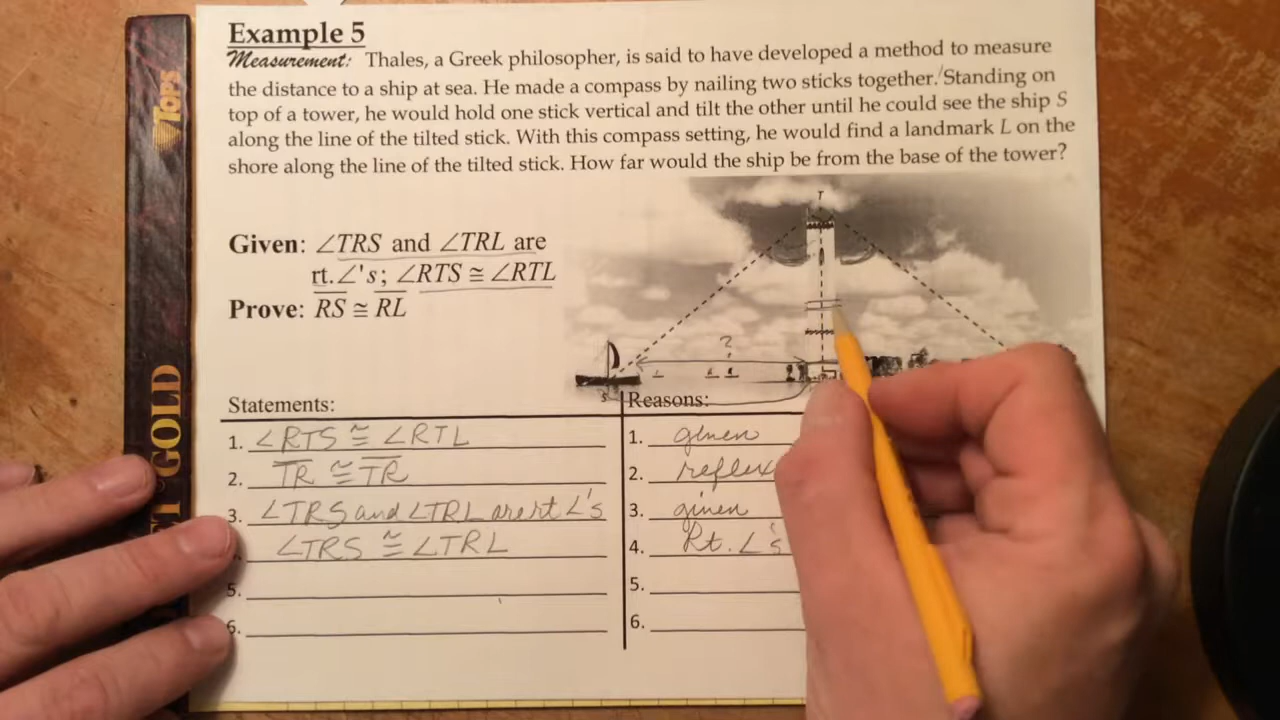 Example 5
Measurement: Thales, a Greek philosopher, is said to have developed a method to measure
the distance to a ship at sea. He made a compass by nailing two sticks together. Standing on
top of a tower, he would hold one stick vertical and tilt the other until he could see the ship S
along the line of the tilted stick. With this compass setting, he would find a landmark L on the
shore along the line of the tilted stick. How far would the ship be from the base of the tower?
TOPS
GOLD
T
Given: ∠TRS and ∠TRL are
rt.∠'s; ∠RTS ≅ ∠RTL
Prove: RS ≅ RL
?
S
Statements: Reasons:
1. ∠RTS ≅ ∠RTL 1. given
2. TR ≅ TR 2.
3. ∠TRS and ∠TRL are rt ∠'s 3. given
∠TRS ≅ ∠TRL 4. Rt. ∠'s
5. 5.
6. 6.